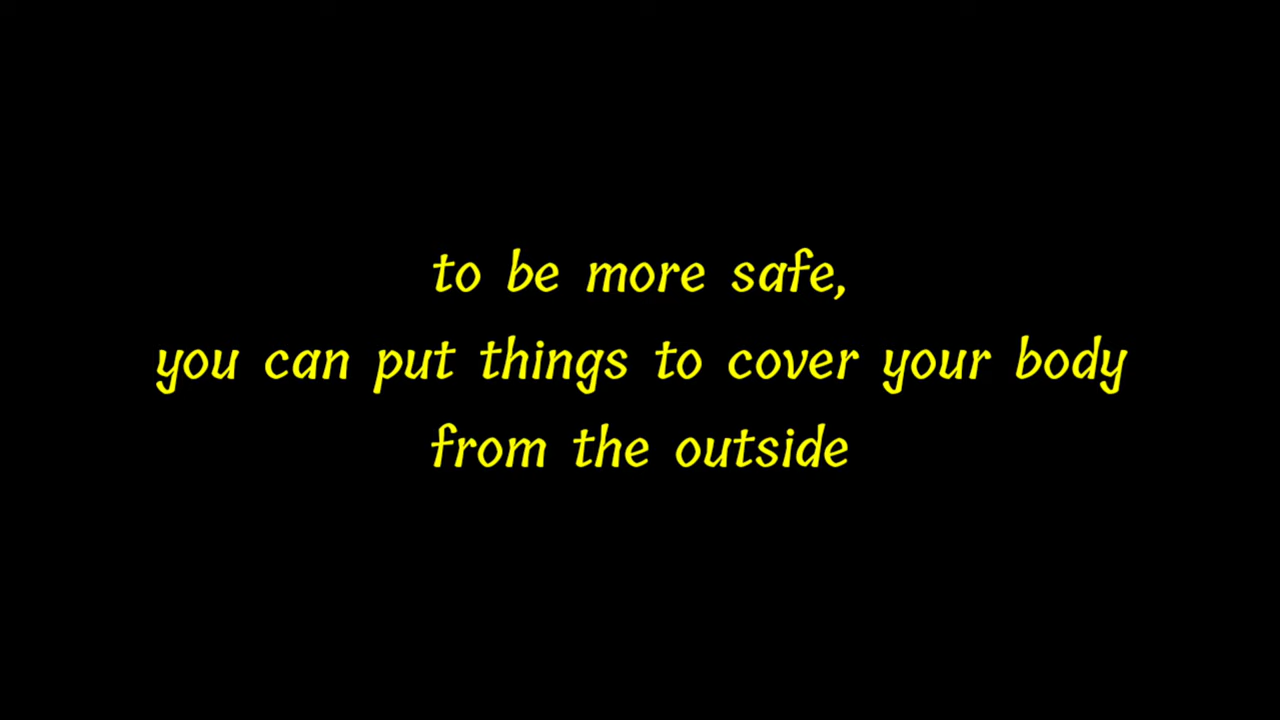 to be more safe,
you can put things to cover your body
from the outside